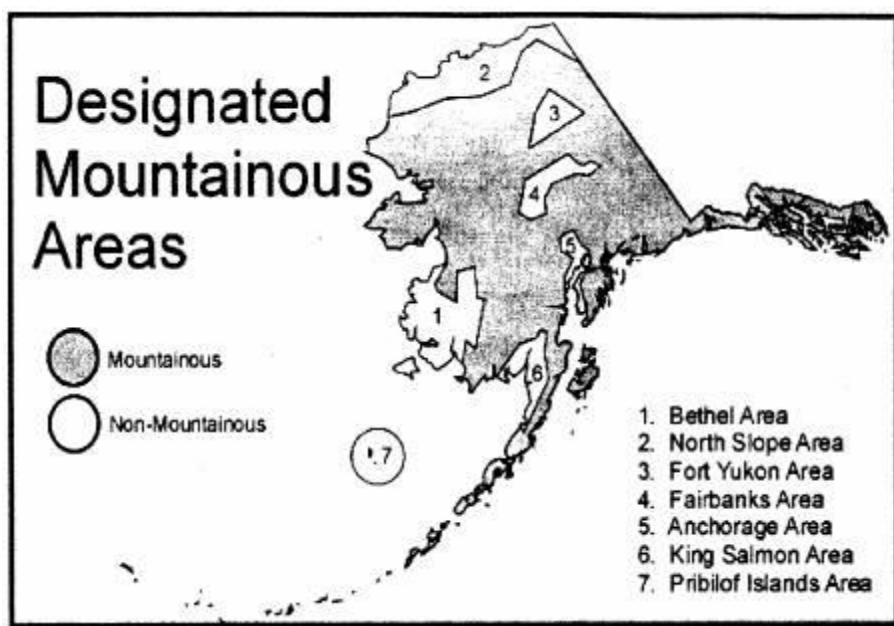 Designated
Mountainous
Areas
2
3
4
5
1
6
7
Mountainous
Non-Mountainous
1. Bethel Area
2. North Slope Area
3. Fort Yukon Area
4. Fairbanks Area
5. Anchorage Area
6. King Salmon Area
7. Pribilof Islands Area